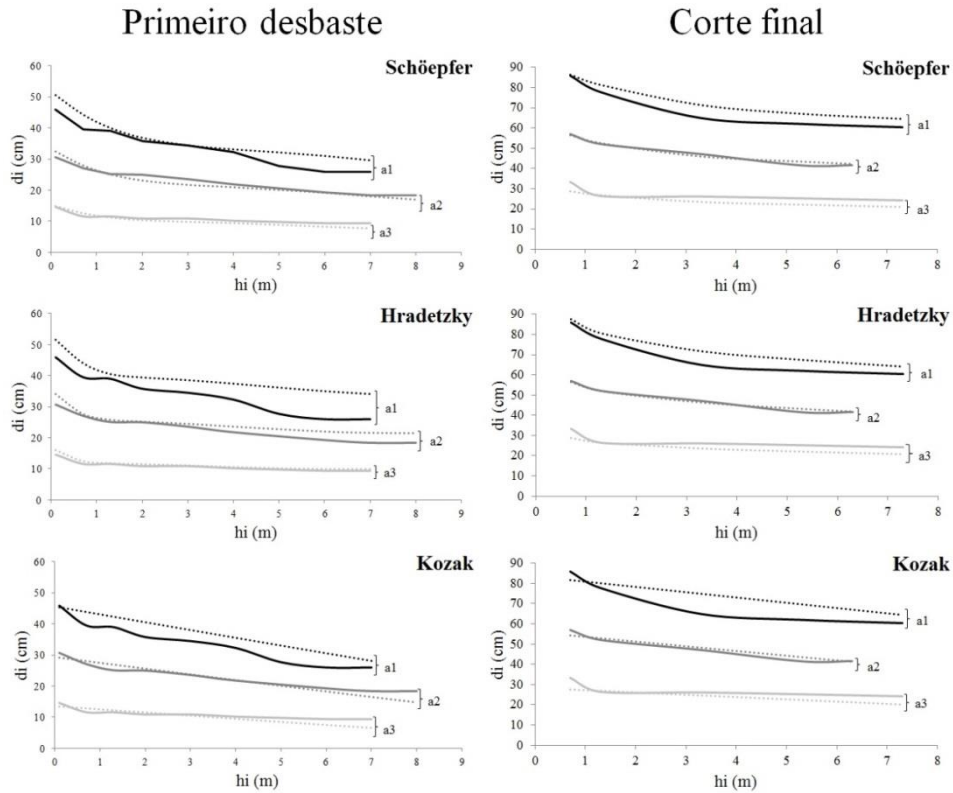 Primeiro desbaste
Corte final
Schöepfer
60
50
40
30
20
10
0
di (cm)
a1
a2
a3
0 1 2 3 4 5 6 7 8 9
hi (m)
Schöepfer
90
80
70
60
50
40
30
20
10
0
di (cm)
a1
a2
a3
0 1 2 3 4 5 6 7 8
hi (m)
Hradetzky
60
50
40
30
20
10
0
di (cm)
a1
a2
a3
0 1 2 3 4 5 6 7 8 9
hi (m)
Hradetzky
90
80
70
60
50
40
30
20
10
0
di (cm)
a1
a2
a3
0 1 2 3 4 5 6 7 8
hi (m)
Kozak
60
50
40
30
20
10
0
di (cm)
a1
a2
a3
0 1 2 3 4 5 6 7 8 9
hi (m)
Kozak
90
80
70
60
50
40
30
20
10
0
di (cm)
a1
a2
a3
0 1 2 3 4 5 6 7 8
hi (m)